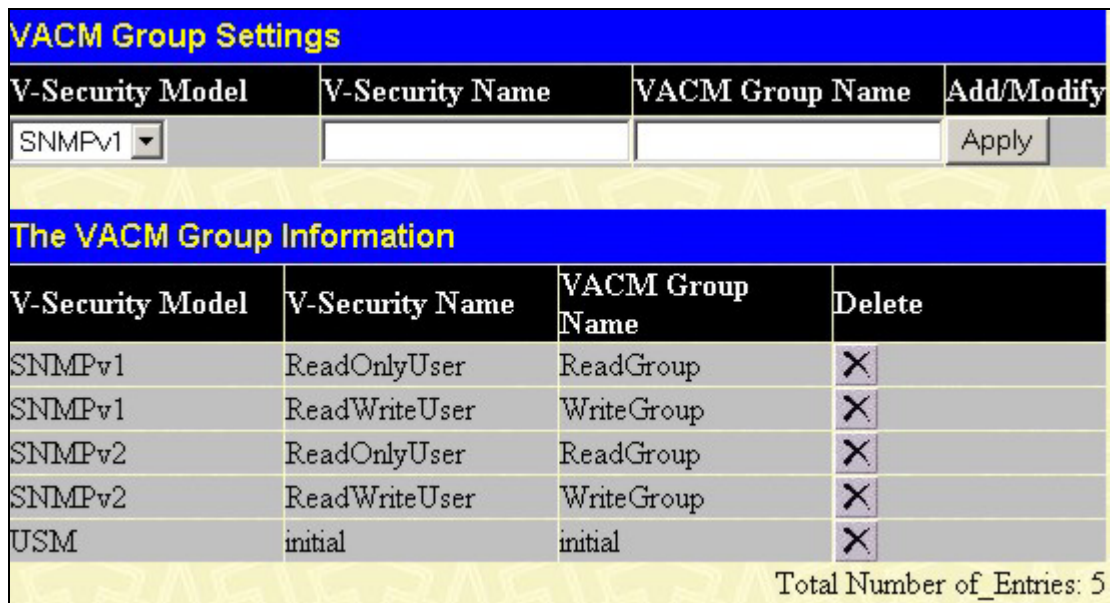 VACM Group Settings
V-Security Model V-Security Name VACM Group Name Add/Modify
SNMPv1 Apply
The VACM Group Information
V-Security Model V-Security Name VACM Group Name Delete
SNMPv1 ReadOnlyUser ReadGroup
SNMPv1 ReadWriteUser WriteGroup
SNMPv2 ReadOnlyUser ReadGroup
SNMPv2 ReadWriteUser WriteGroup
USM initial initial
Total Number of_Entries: 5